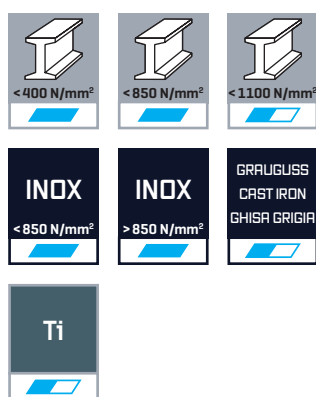 <400 N/mm²
<850 N/mm²
<1100 N/mm²
INOX
<850 N/mm²
INOX
>850 N/mm²
GRAUGUSS
CAST IRON
GHISA GRIGIA
Ti